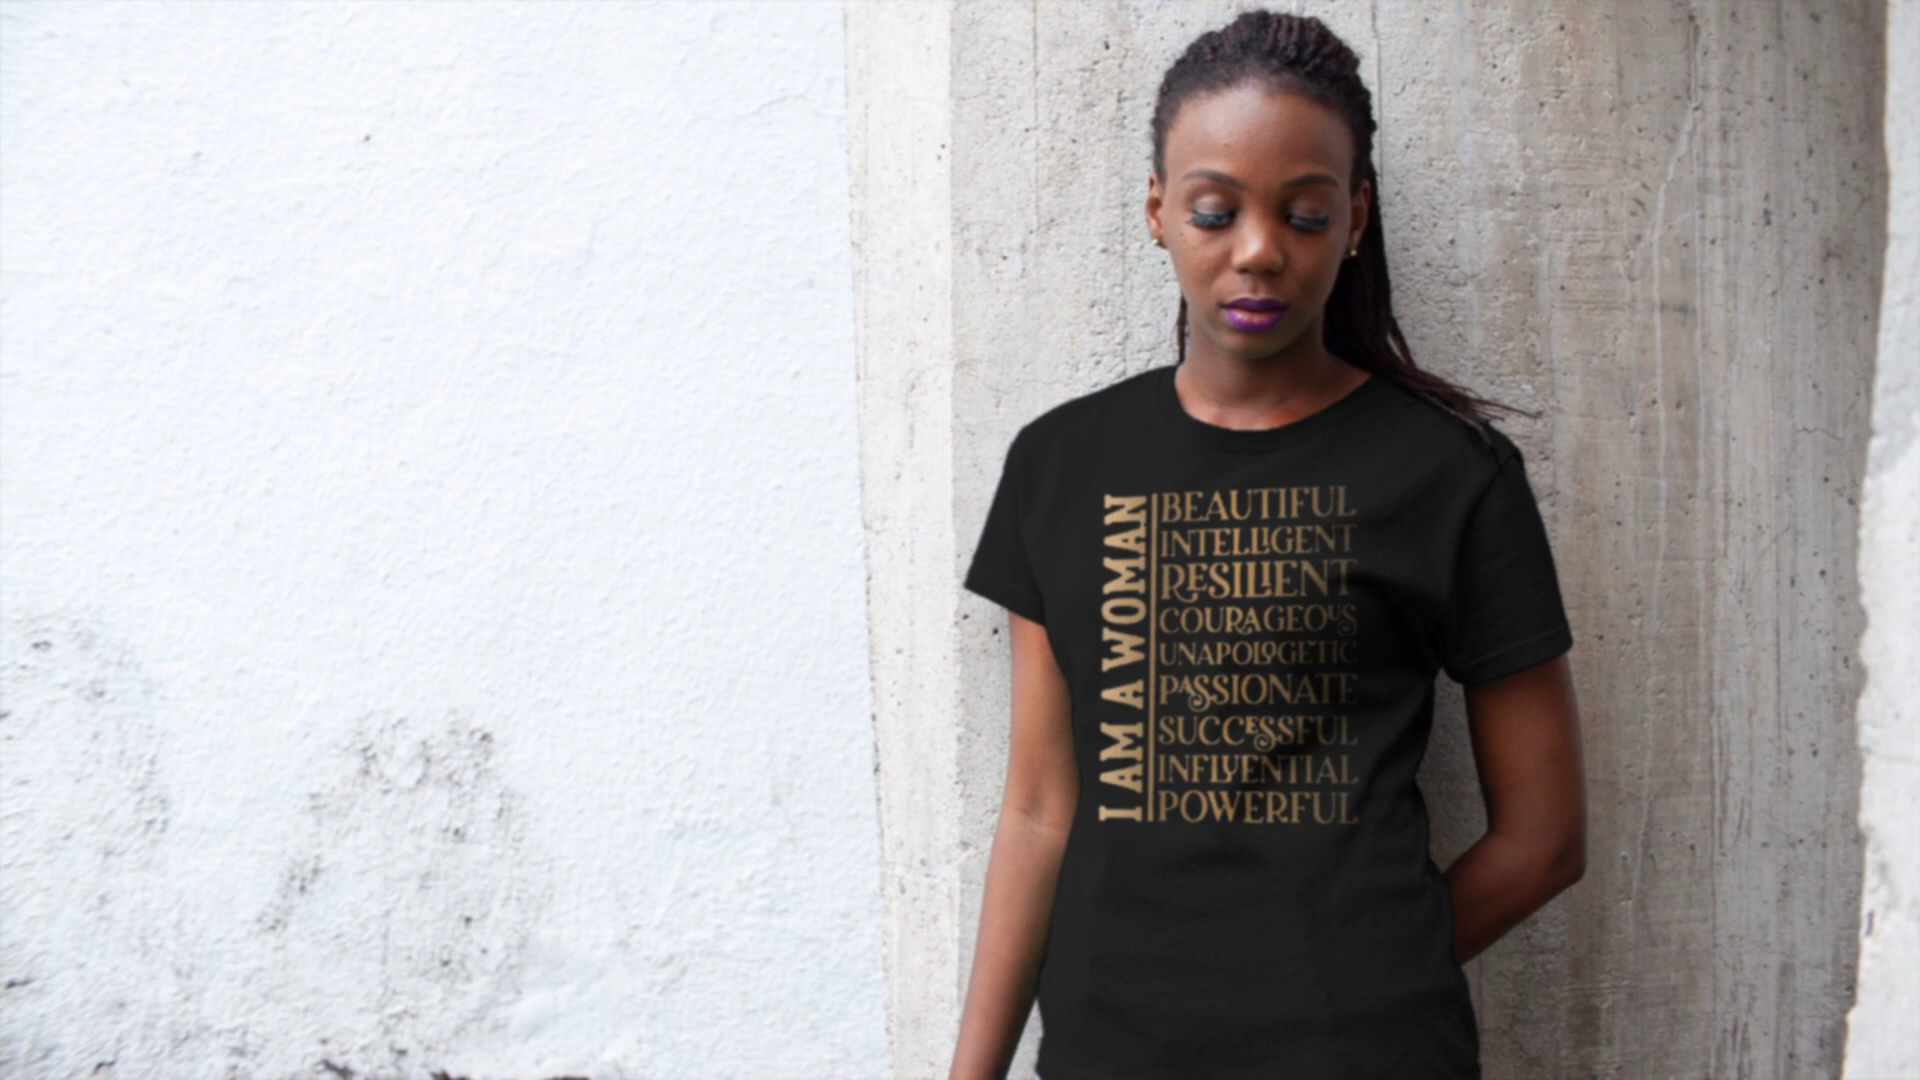 I AM A WOMAN
BEAUTIFUL
INTELLIGENT
RESILIENT
COURAGEOUS
UNAPOLOGETIC
PASSIONATE
SUCCESSFUL
INFLUENTIAL
POWERFUL